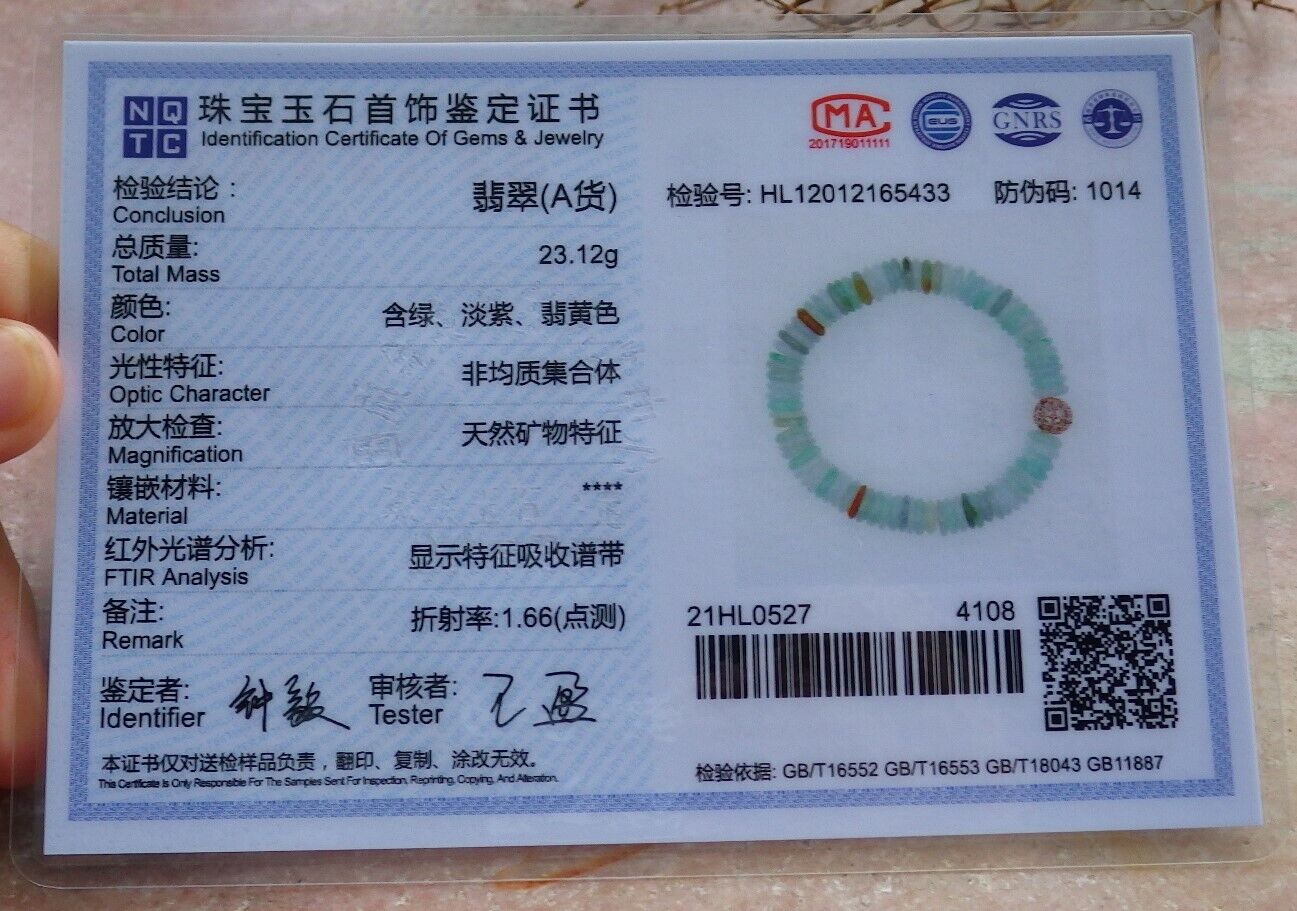 NQTC
珠宝玉石首饰鉴定证书
Identification Certificate Of Gems & Jewelry
MA
201719011111
GNRS
检验结论:
Conclusion
翡翠(A货)
检验号: HL12012165433
防伪码: 1014
总质量:
Total Mass
23.12g
颜色:
Color
含绿、淡紫、翡黄色
光性特征:
Optic Character
非均质集合体
放大检查:
Magnification
天然矿物特征
镶嵌材料:
Material
****
红外光谱分析:
FTIR Analysis
显示特征吸收谱带
备注:
Remark
折射率:1.66(点测)
21HL0527
4108
鉴定者:
Identifier
审核者:
Tester
本证书仅对送检样品负责，翻印、复制、涂改无效。
This Certificate Is Only Responsible For The Samples Sent For Inspection, Reprinting, Copying, And Alteration.
检验依据: GB/T16552 GB/T16553 GB/T18043 GB11887